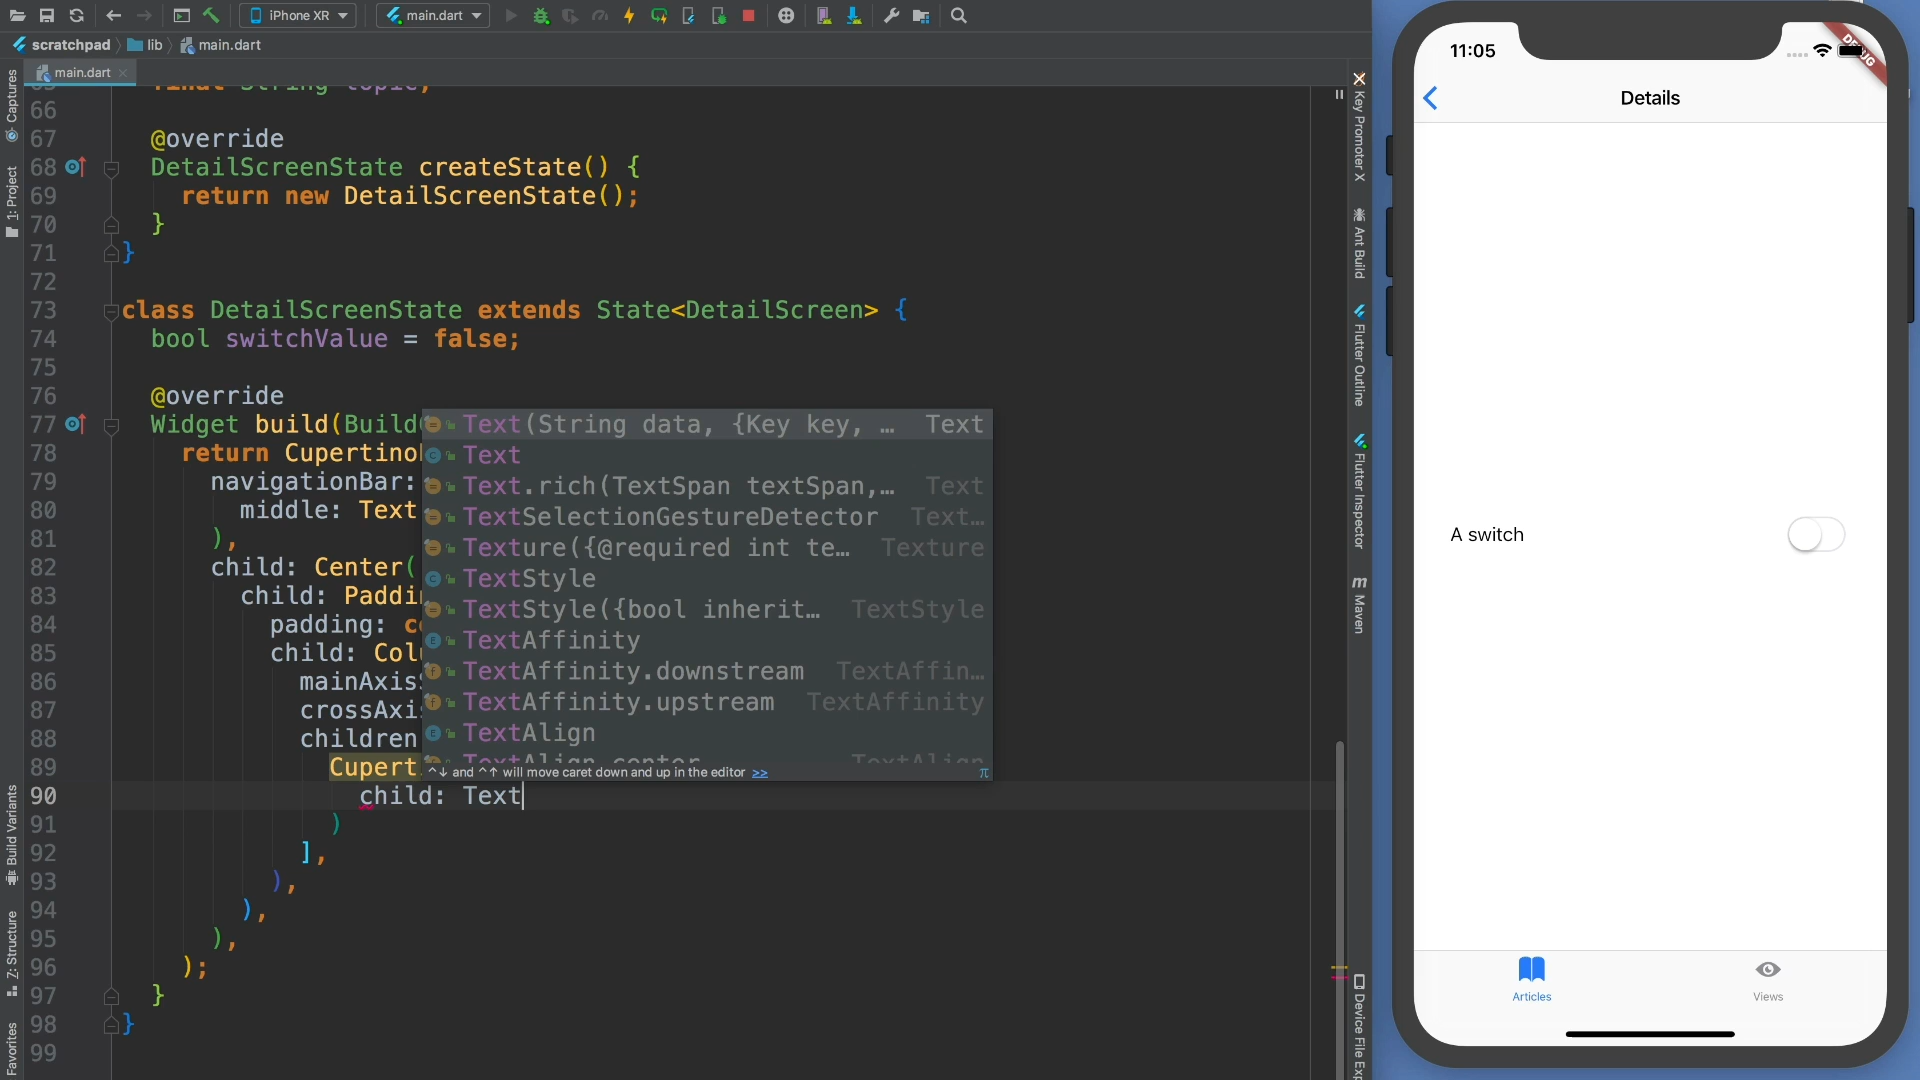 iPhone XR
main.dart
scratchpad
lib
main.dart
main.dart
66
67 @override
68 DetailScreenState createState() {
69 return new DetailScreenState();
70 }
71 }
72
73 class DetailScreenState extends State<DetailScreen> {
74 bool switchValue = false;
75
76 @override
77 Widget build(Build
78 return Cupertino
79 navigationBar:
80 middle: Text
81 ),
82 child: Center(
83 child: Paddi
84 padding: c
85 child: Col
86 mainAxis
87 crossAxi
88 children
89 Cupert
90 child: Text
91 )
92 ],
93 ),
94 ),
95 ),
96 );
97 }
98 }
99
Text(String data, {Key key, … Text
Text
Text.rich(TextSpan textSpan,… Text
TextSelectionGestureDetector Text…
Texture({@required int te… Texture
TextStyle
TextStyle({bool inherit… TextStyle
TextAffinity
TextAffinity.downstream TextAffin…
TextAffinity.upstream TextAffinity
TextAlign
TextAlign.center TextAlign
^↓ and ^↑ will move caret down and up in the editor >>
π
Captures
1: Project
Build Variants
Z: Structure
Favorites
Key Promoter X
Ant Build
Flutter Outline
Flutter Inspector
m Maven
Device File Exp
11:05
DEBUG
Details
A switch
Articles
Views